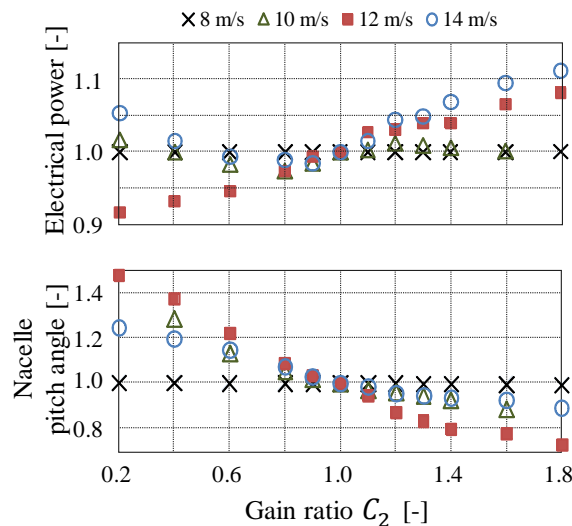 8 m/s 10 m/s 12 m/s 14 m/s
Electrical power [-]
1.1
1.0
0.9
Nacelle
pitch angle [-]
1.4
1.2
1.0
0.8
0.2 0.6 1.0 1.4 1.8
Gain ratio C₂ [-]